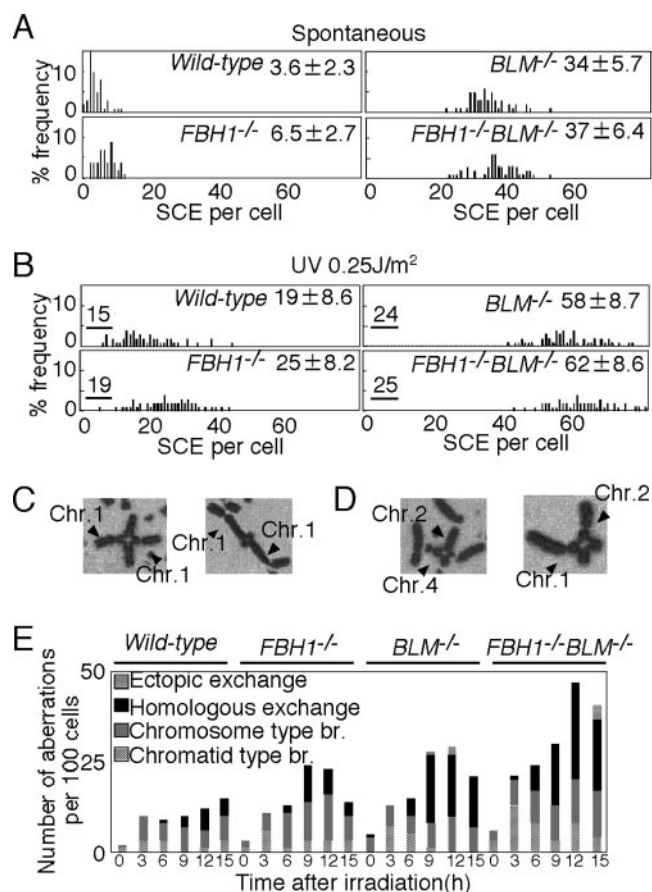 A
Spontaneous
% frequency
10
0
Wild-type 3.6±2.3
BLM-/- 34±5.7
10
0
FBH1-/- 6.5±2.7
FBH1-/-BLM-/- 37±6.4
0 20 40 60
SCE per cell
0 20 40 60
SCE per cell
B
UV 0.25J/m²
% frequency
10
0
15
Wild-type 19±8.6
24
BLM-/- 58±8.7
10
0
19
FBH1-/- 25±8.2
25
FBH1-/-BLM-/- 62±8.6
0 20 40 60
SCE per cell
0 20 40 60
SCE per cell
C
Chr.1
Chr.1
Chr.1
Chr.1
D
Chr.2
Chr.4
Chr.2
Chr.1
E
Wild-type FBH1-/- BLM-/- FBH1-/-BLM-/-
Number of aberrations
per 100 cells
50
25
0
Ectopic exchange
Homologous exchange
Chromosome type br.
Chromatid type br.
0 3 6 9 12 15 0 3 6 9 12 15 0 3 6 9 12 15 0 3 6 9 12 15
Time after irradiation(h)